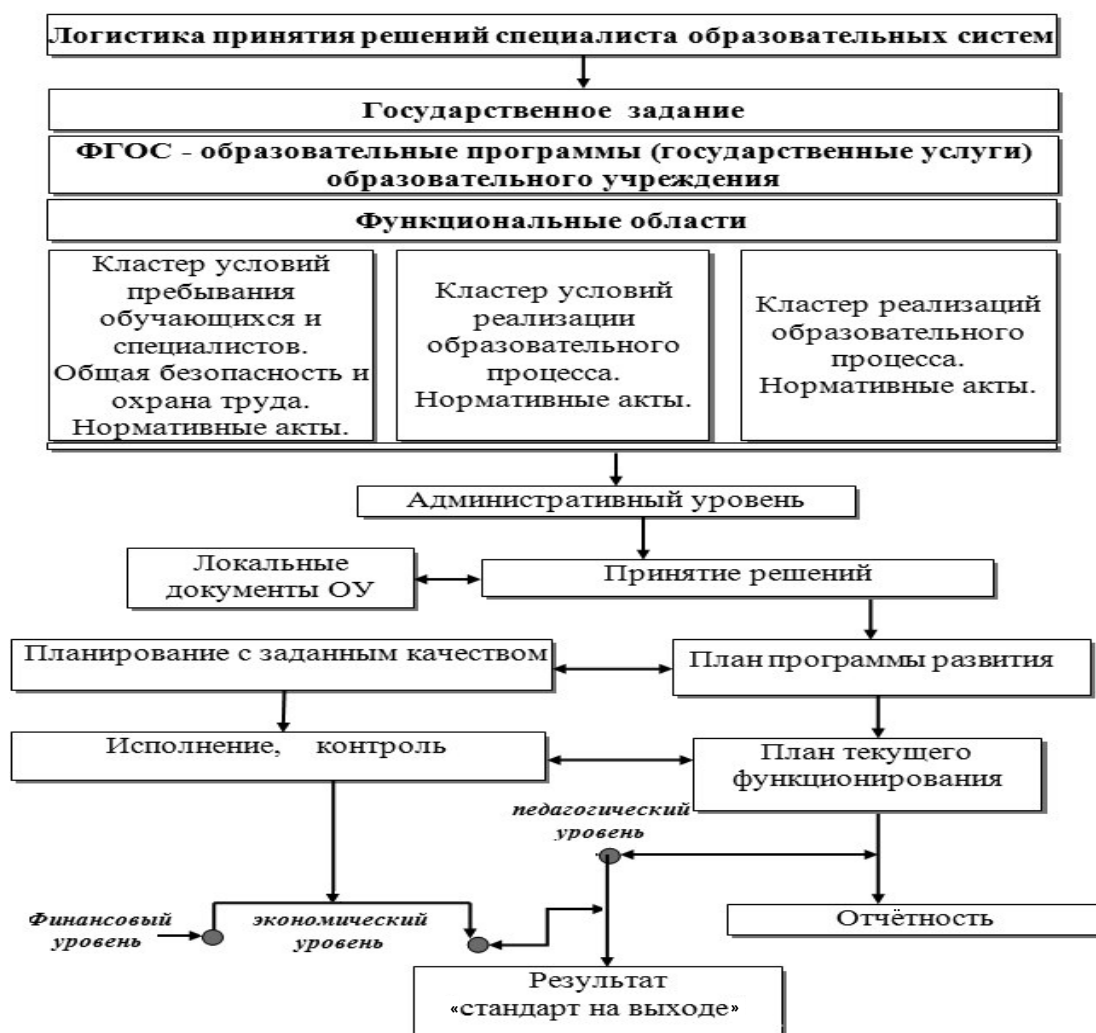 Логистика принятия решений специалиста образовательных систем
Государственное задание
ФГОС - образовательные программы (государственные услуги)
образовательного учреждения
Функциональные области
Кластер условий
пребывания
обучающихся и
специалистов.
Общая безопасность и
охрана труда.
Нормативные акты.
Кластер условий
реализации
образовательного
процесса.
Нормативные акты.
Кластер реализаций
образовательного
процесса.
Нормативные акты.
Административный уровень
Локальные
документы ОУ
Принятие решений
Планирование с заданным качеством
План программы развития
Исполнение, контроль
План текущего
функционирования
педагогический
уровень
Финансовый
уровень
экономический
уровень
Отчётность
Результат
«стандарт на выходе»